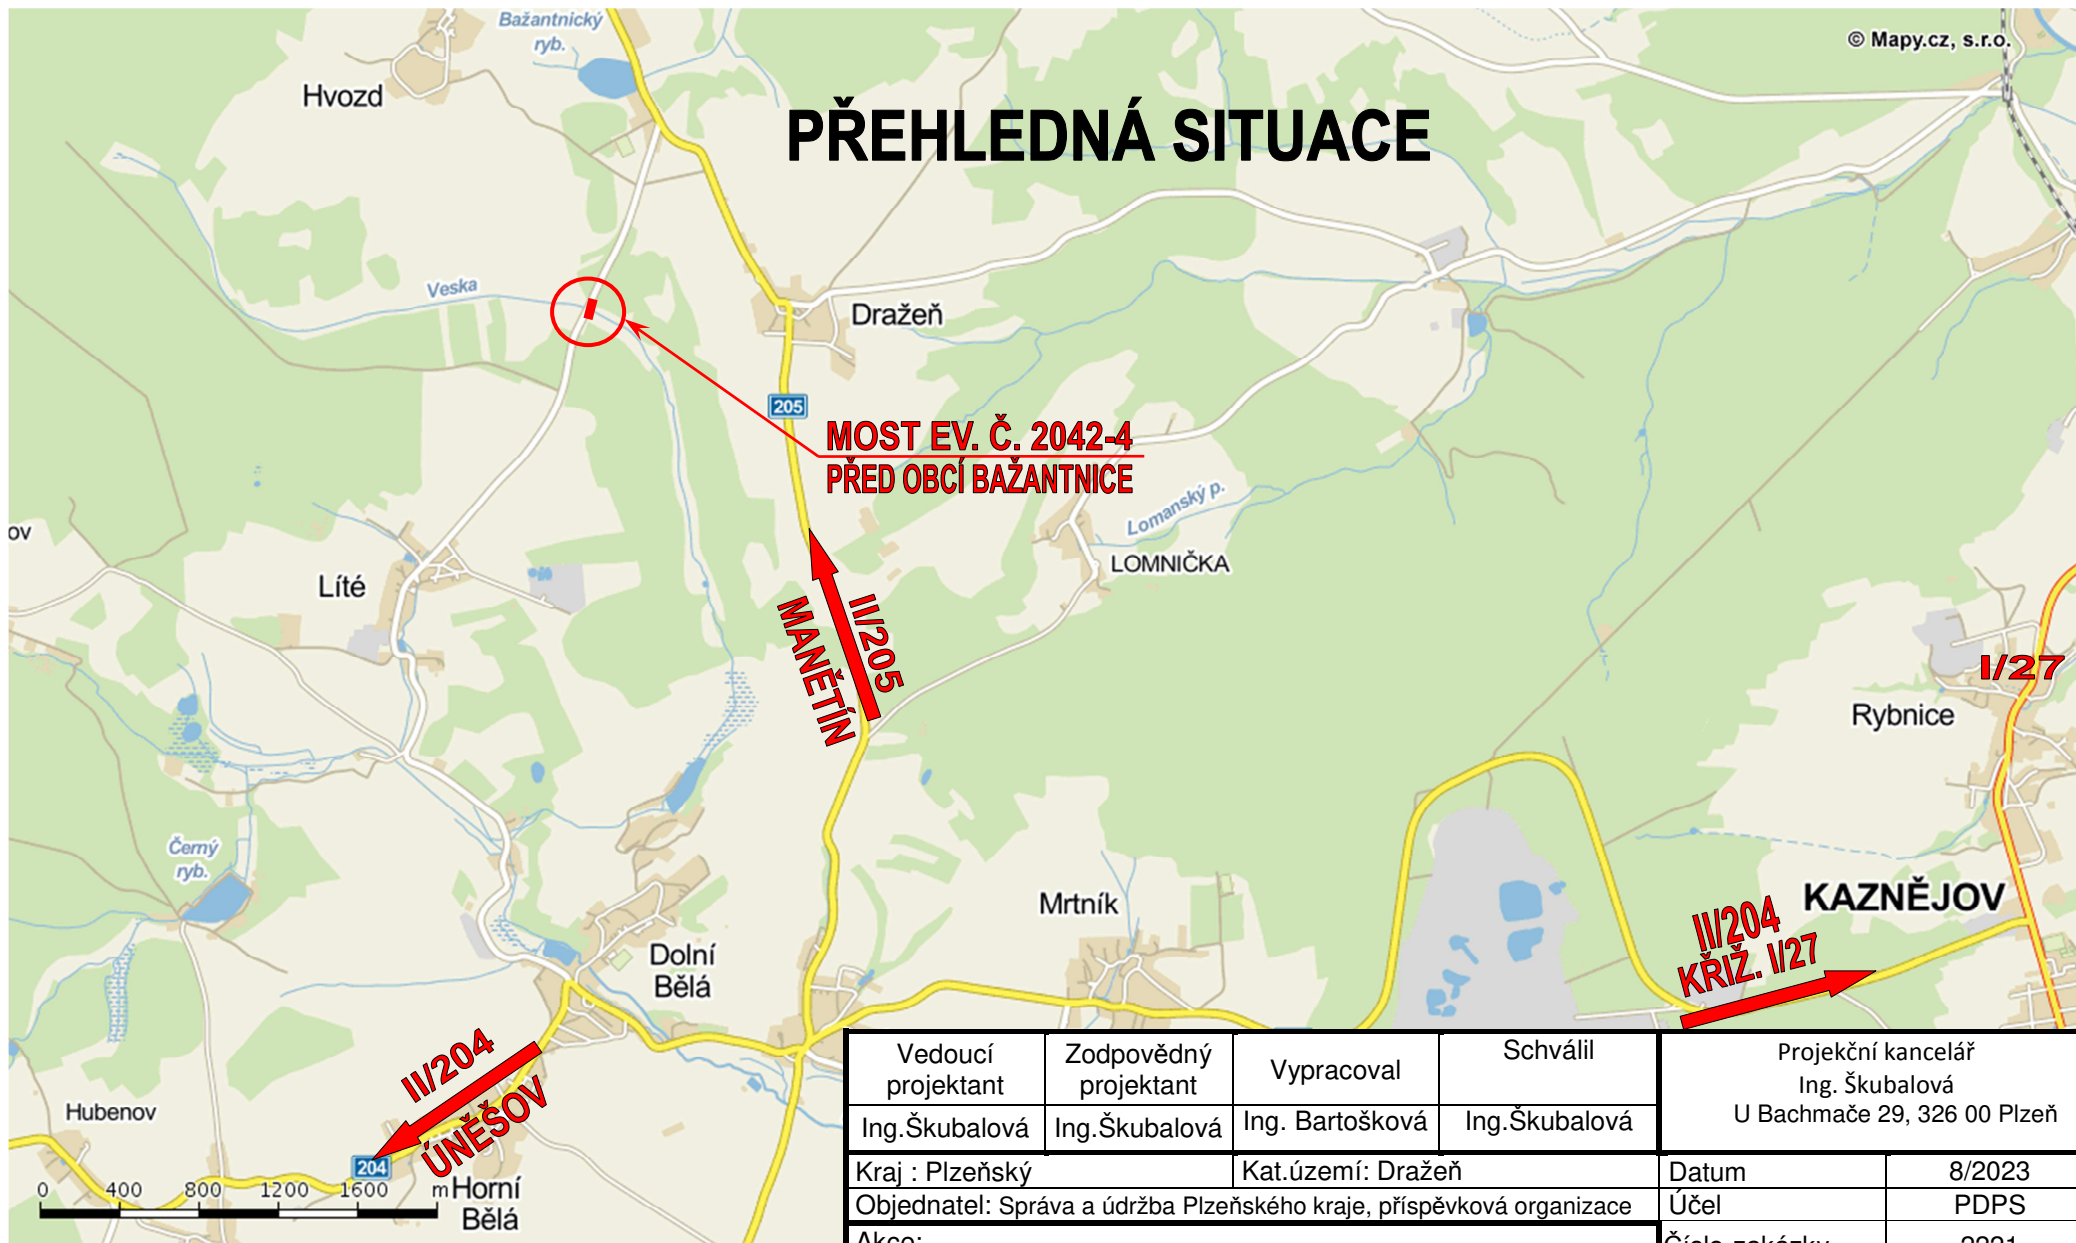 Bažantnický
ryb.
© Mapy.cz, s.r.o.
Hvozd
PŘEHLEDNÁ SITUACE
Veska
Dražeň
205
MOST EV. Č. 2042-4
PŘED OBCÍ BAŽANTNICE
Lomanský p.
ov
LOMNIČKA
Líté
II/205
MANĚTÍN
I/27
Rybnice
Černý
ryb.
KAZNĚJOV
Mrtník
II/204
KŘIŽ. I/27
Dolní
Bělá
II/204
ÚNĚŠOV
Hubenov
204
0 400 800 1200 1600 m
Horní
Bělá
Vedoucí
projektant
Zodpovědný
projektant
Vypracoval
Schválil
Projekční kancelář
Ing. Škubalová
U Bachmače 29, 326 00 Plzeň
Ing.Škubalová
Ing.Škubalová
Ing. Bartošková
Ing.Škubalová
Kraj : Plzeňský
Kat.území: Dražeň
Datum
8/2023
Objednatel: Správa a údržba Plzeňského kraje, příspěvková organizace
Účel
PDPS
Akce:
Číslo zakázky